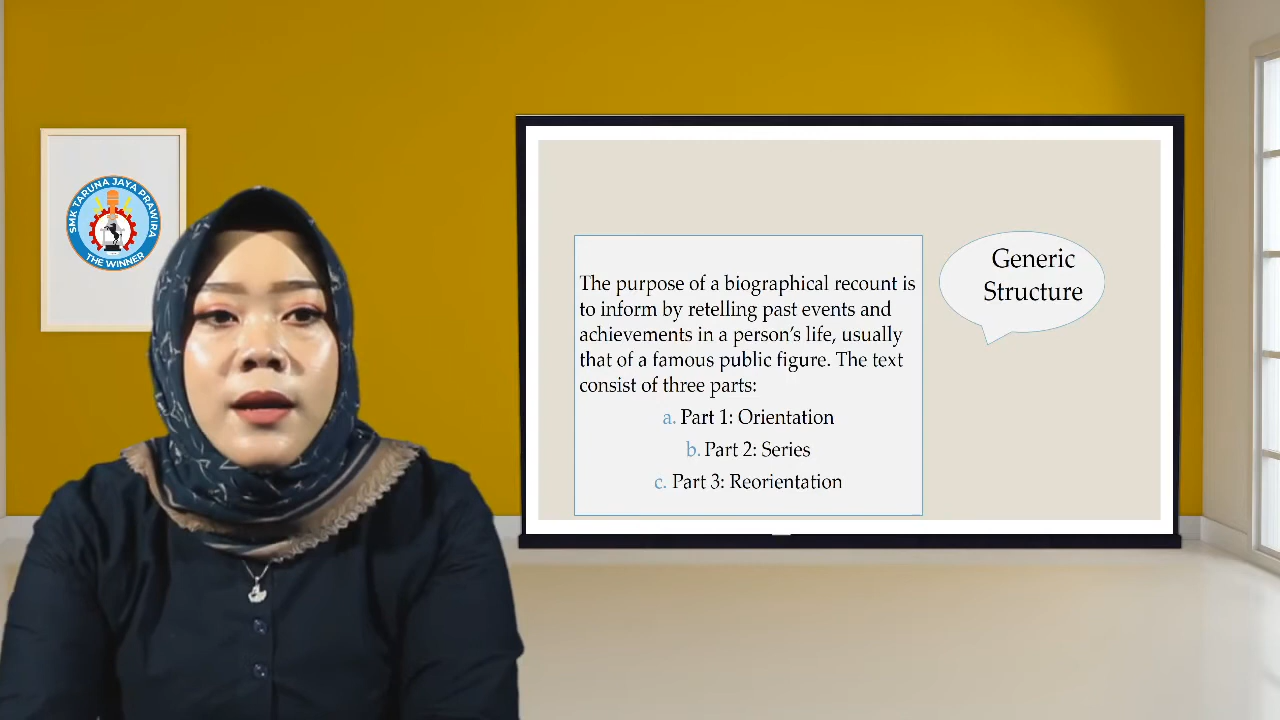 SMK TARUNA JAYA PRAWIRA
THE WINNER
The purpose of a biographical recount is
to inform by retelling past events and
achievements in a person's life, usually
that of a famous public figure. The text
consist of three parts:
a. Part 1: Orientation
b. Part 2: Series
c. Part 3: Reorientation
Generic
Structure